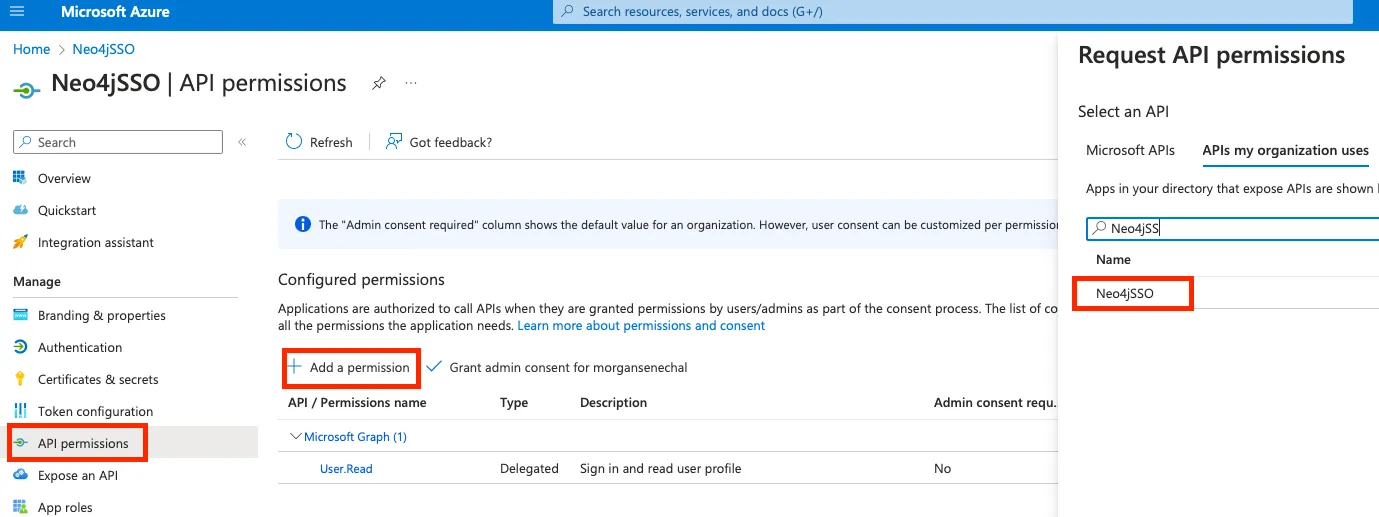 Microsoft Azure
Search resources, services, and docs (G+/)
Home > Neo4jSSO
Neo4jSSO | API permissions
...
Search
«
Overview
Quickstart
Integration assistant
Manage
Branding & properties
Authentication
Certificates & secrets
Token configuration
API permissions
Expose an API
App roles
Refresh
Got feedback?
The "Admin consent required" column shows the default value for an organization. However, user consent can be customized per permission
Configured permissions
Applications are authorized to call APIs when they are granted permissions by users/admins as part of the consent process. The list of co
all the permissions the application needs. Learn more about permissions and consent
+ Add a permission
Grant admin consent for morgansenechal
API / Permissions name Type Description Admin consent requ...
Microsoft Graph (1)
User.Read Delegated Sign in and read user profile No
Request API permissions
Select an API
Microsoft APIs APIs my organization uses
Apps in your directory that expose APIs are shown
Neo4jSS
Name
Neo4jSSO